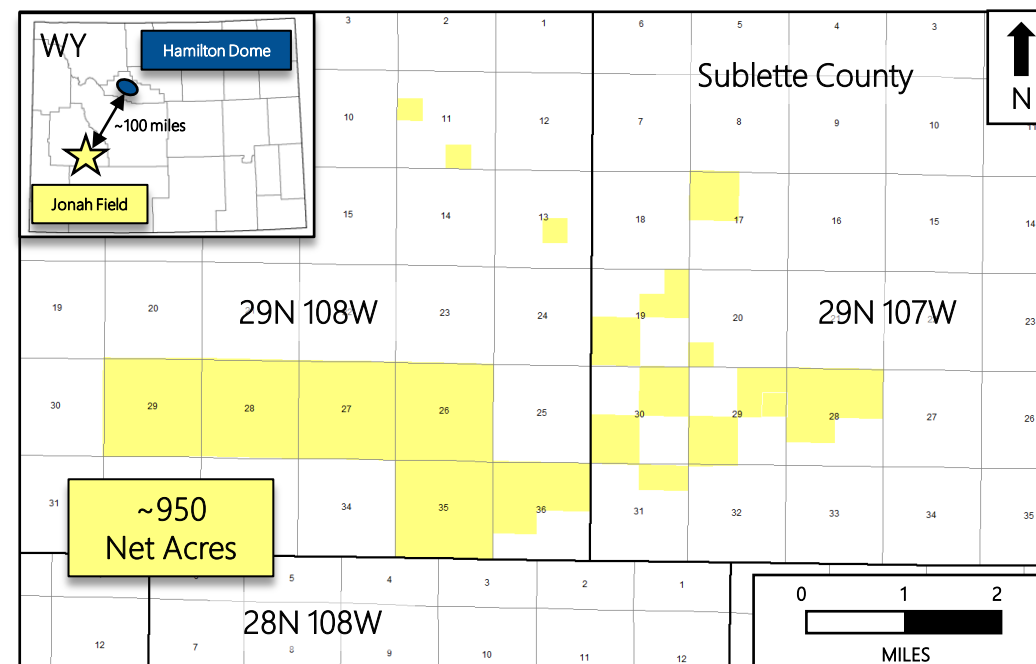 WY
Hamilton Dome
~100 miles
Jonah Field
3 2 1 6 5 4 3
Sublette County
N
10 11 12 7 8 9 10 11
15 14 13 18 17 16 15 14
19 20 29N 108W 23 24 19 20 29N 107W 23
30 29 28 27 26 25 30 29 28 27 26
31 34 35 36 31 32 33 34 35
~950
Net Acres
5 4 3 2 1
28N 108W
12 7 8 9 10 11 12
0 1 2
MILES